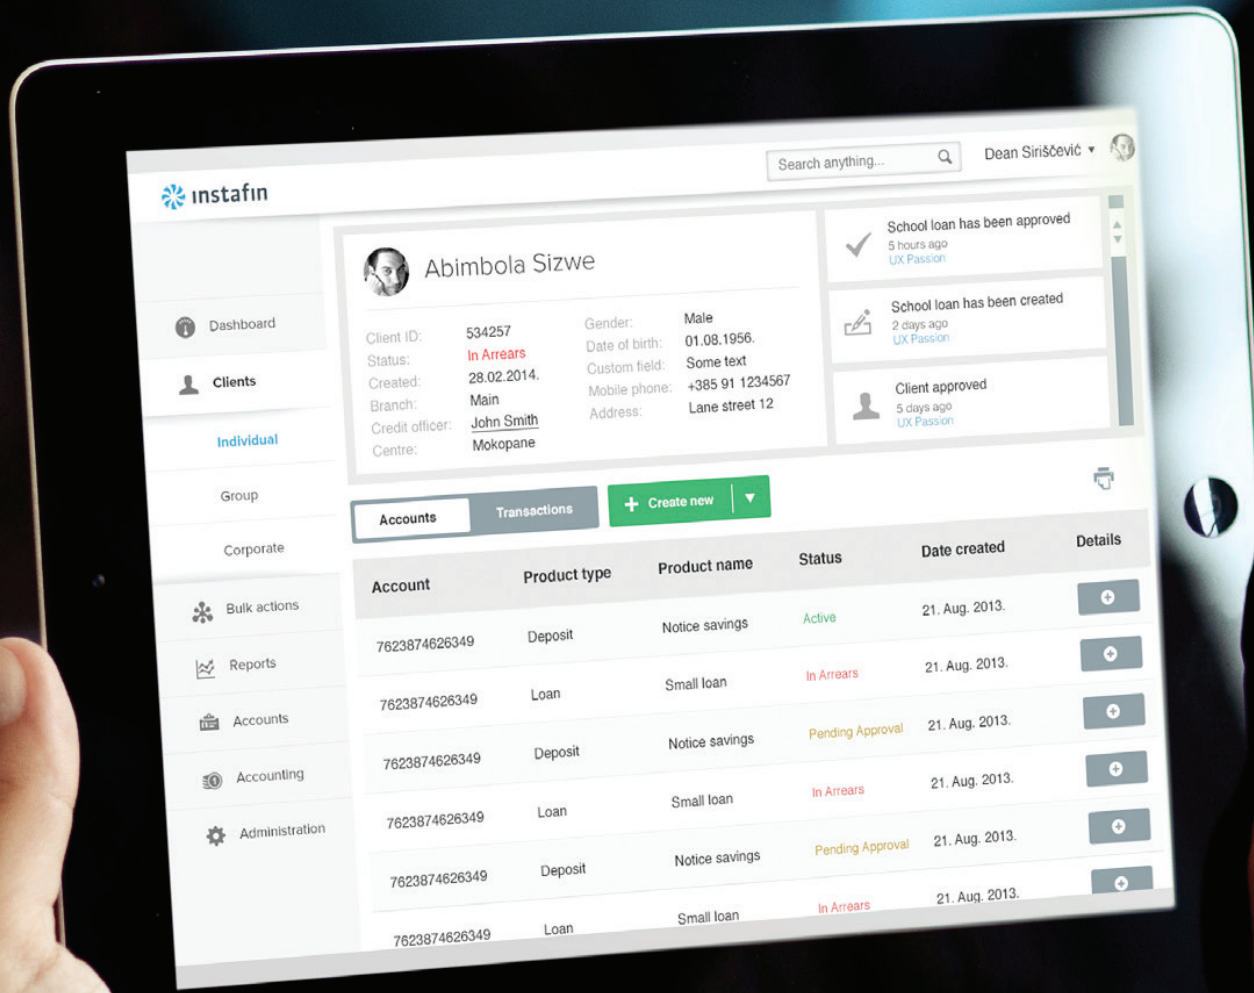 instafin
Search anything...
Dean Siriščević
Dashboard
Clients
Individual
Group
Corporate
Bulk actions
Reports
Accounts
Accounting
Administration
Abimbola Sizwe
Client ID: 534257
Status: In Arrears
Created: 28.02.2014.
Branch: Main
Credit officer: John Smith
Centre: Mokopane
Gender: Male
Date of birth: 01.08.1956.
Custom field: Some text
Mobile phone: +385 91 1234567
Address: Lane street 12
School loan has been approved
5 hours ago
UX Passion
School loan has been created
2 days ago
UX Passion
Client approved
5 days ago
UX Passion
Accounts Transactions + Create new
Account Product type Product name Status Date created Details
7623874626349 Deposit Notice savings Active 21. Aug. 2013.
7623874626349 Loan Small loan In Arrears 21. Aug. 2013.
7623874626349 Deposit Notice savings Pending Approval 21. Aug. 2013.
7623874626349 Loan Small loan In Arrears 21. Aug. 2013.
7623874626349 Deposit Notice savings Pending Approval 21. Aug. 2013.
7623874626349 Loan Small loan In Arrears 21. Aug. 2013.